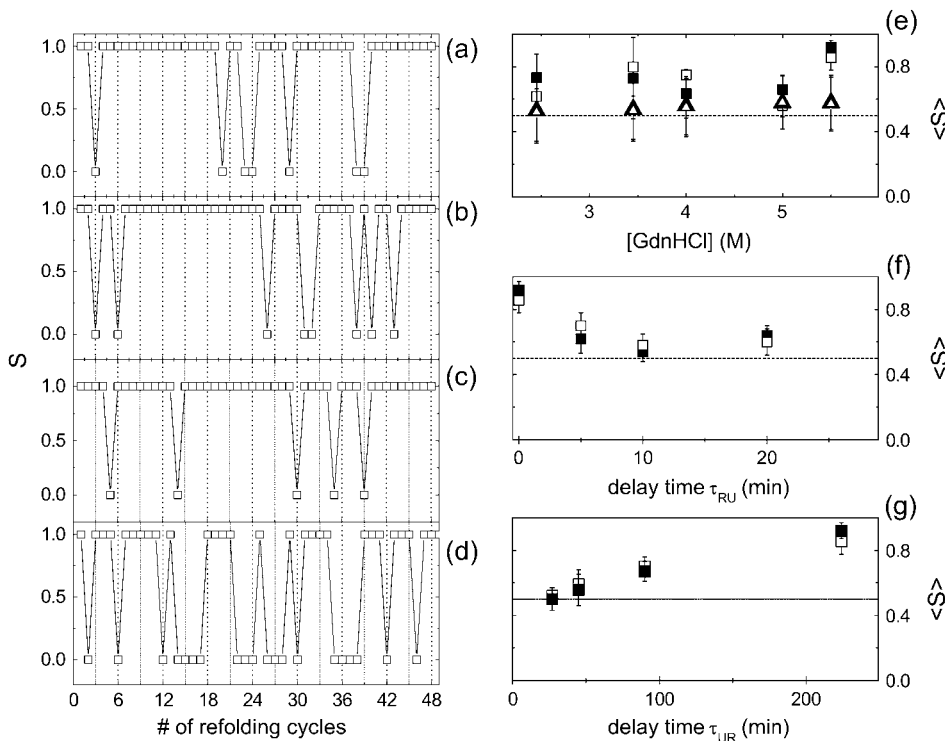 (a)
1.0
0.5
0.0
(b)
1.0
0.5
0.0
(c)
1.0
0.5
0.0
(d)
1.0
0.5
0.0
S
0 6 12 18 24 30 36 42 48
# of refolding cycles
(e)
0.8
0.4
0.0
<S>
3 4 5
[GdnHCl] (M)
(f)
0.8
0.4
0.0
<S>
0 10 20
delay time τRU (min)
(g)
0.8
0.4
0.0
<S>
0 100 200
delay time τUR (min)